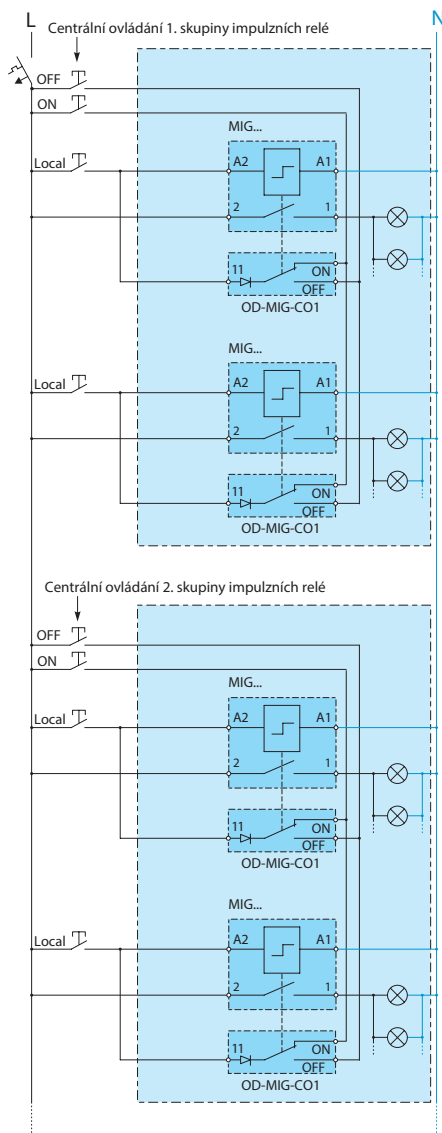 L
N
Centrální ovládání 1. skupiny impulzních relé
OFF
ON
MIG...
Local
A2
A1
2
1
11
ON
OFF
OD-MIG-CO1
MIG...
Local
A2
A1
2
1
11
ON
OFF
OD-MIG-CO1
Centrální ovládání 2. skupiny impulzních relé
OFF
ON
MIG...
Local
A2
A1
2
1
11
ON
OFF
OD-MIG-CO1
MIG...
Local
A2
A1
2
1
11
ON
OFF
OD-MIG-CO1